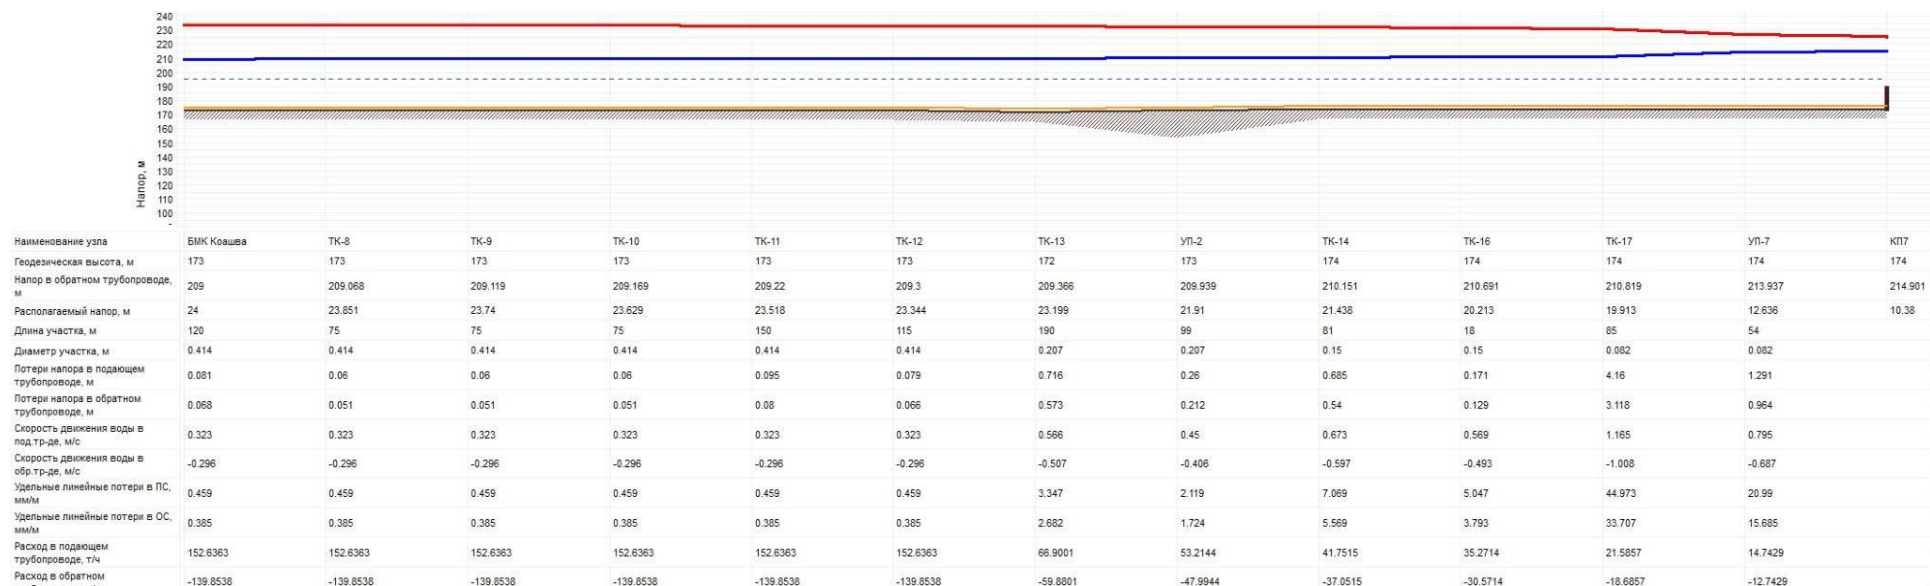 240
230
220
210
200
190
180
170
160
150
140
130
120
110
100
Напор, м
Наименование узла БМК Коашва ТК-8 ТК-9 ТК-10 ТК-11 ТК-12 ТК-13 УП-2 ТК-14 ТК-16 ТК-17 УП-7 КП7
Геодезическая высота, м 173 173 173 173 173 173 172 173 174 174 174 174 174
Напор в обратном трубопроводе,
м 209 209.068 209.119 209.169 209.22 209.3 209.366 209.939 210.151 210.691 210.819 213.937 214.901
Располагаемый напор, м 24 23.851 23.74 23.629 23.518 23.344 23.199 21.91 21.438 20.213 19.913 12.636 10.38
Длина участка, м 120 75 75 75 150 115 190 99 81 18 85 54
Диаметр участка, м 0.414 0.414 0.414 0.414 0.414 0.414 0.207 0.207 0.15 0.15 0.082 0.082
Потери напора в подающем
трубопроводе, м 0.081 0.06 0.06 0.06 0.095 0.079 0.716 0.26 0.685 0.171 4.16 1.291
Потери напора в обратном
трубопроводе, м 0.068 0.051 0.051 0.051 0.08 0.066 0.573 0.212 0.54 0.129 3.118 0.964
Скорость движения воды в
под.тр-де, м/с 0.323 0.323 0.323 0.323 0.323 0.323 0.566 0.45 0.673 0.569 1.165 0.795
Скорость движения воды в
обр.тр-де, м/с -0.296 -0.296 -0.296 -0.296 -0.296 -0.296 -0.507 -0.406 -0.597 -0.493 -1.008 -0.687
Удельные линейные потери в ПС,
мм/м 0.459 0.459 0.459 0.459 0.459 0.459 3.347 2.119 7.069 5.047 44.973 20.99
Удельные линейные потери в ОС,
мм/м 0.385 0.385 0.385 0.385 0.385 0.385 2.682 1.724 5.569 3.793 33.707 15.685
Расход в подающем
трубопроводе, т/ч 152.6363 152.6363 152.6363 152.6363 152.6363 152.6363 66.9001 53.2144 41.7515 35.2714 21.5857 14.7429
Расход в обратном
-139.8538 -139.8538 -139.8538 -139.8538 -139.8538 -139.8538 -59.8801 -47.9944 -37.0515 -30.5714 -18.6857 -12.7429